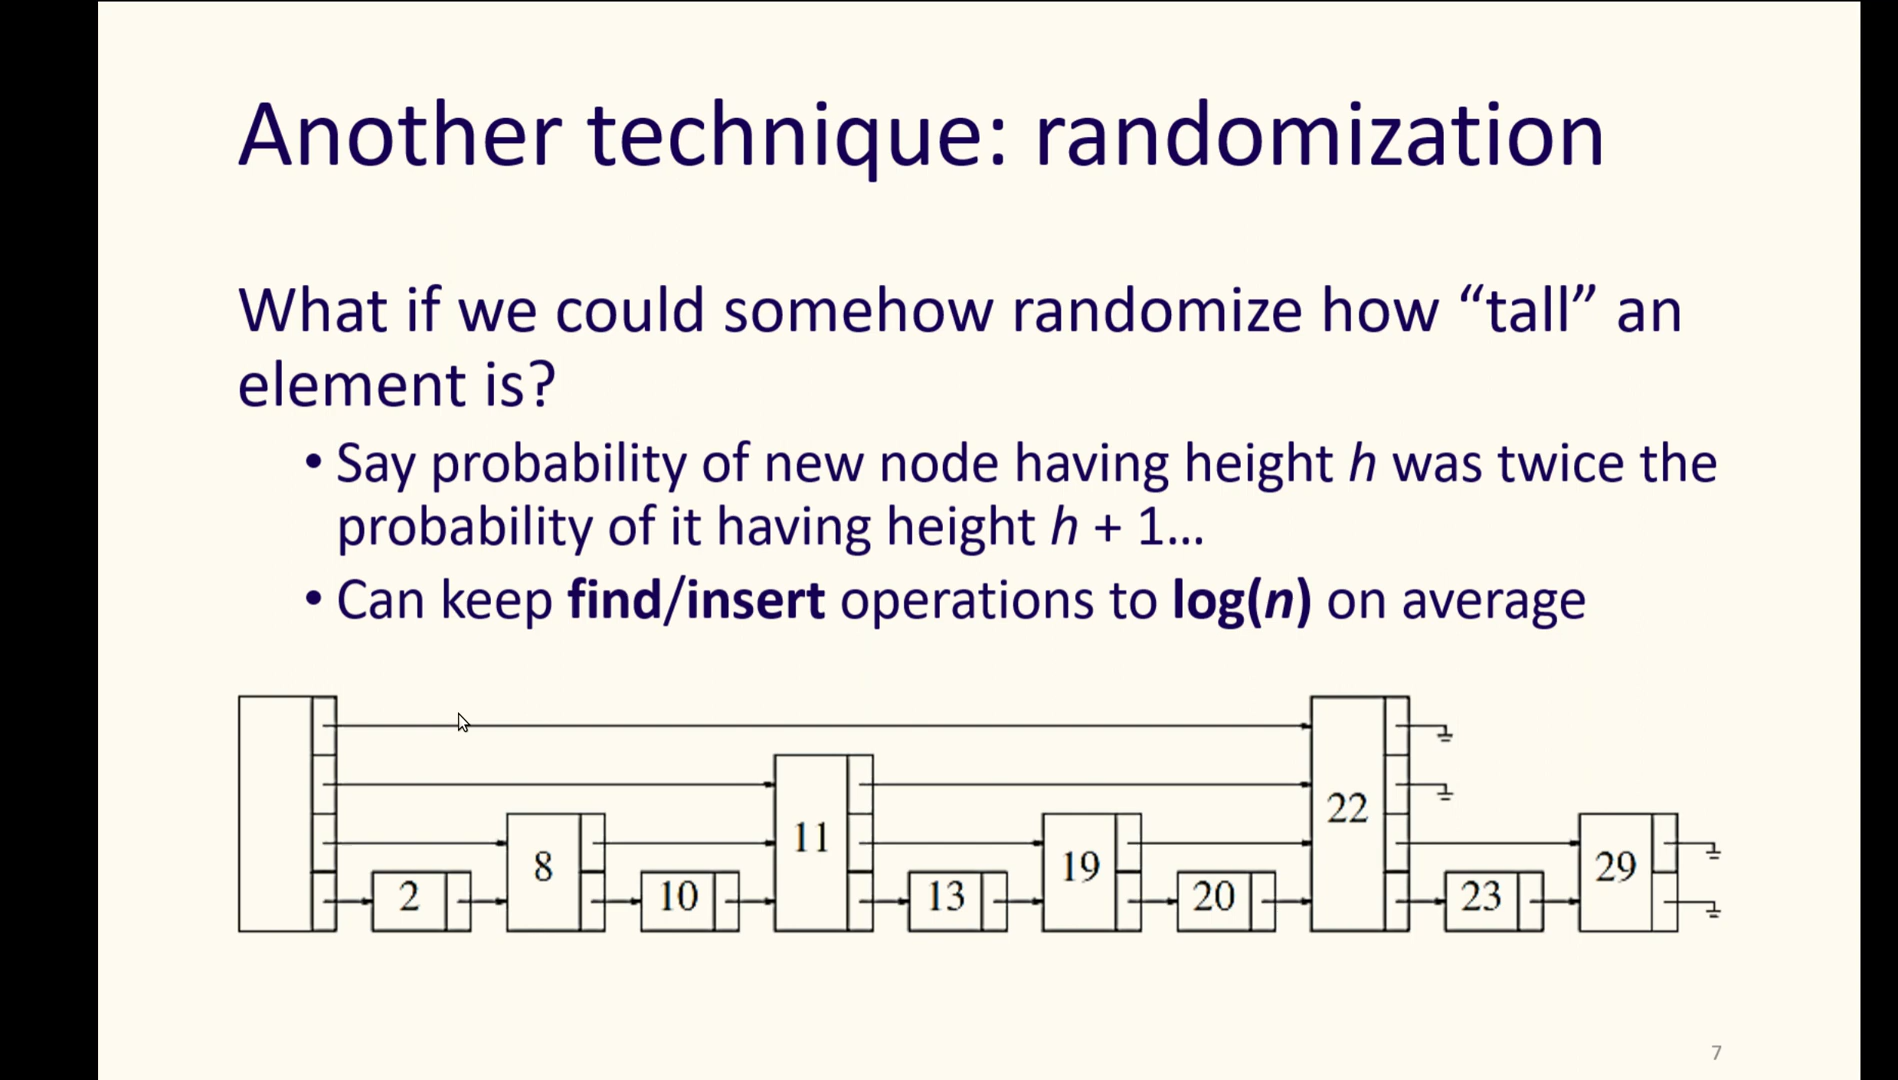 Another technique: randomization
What if we could somehow randomize how “tall” an
element is?
• Say probability of new node having height h was twice the
probability of it having height h + 1...
• Can keep find/insert operations to log(n) on average
2 8 10 11 13 19 20 22 23 29
7